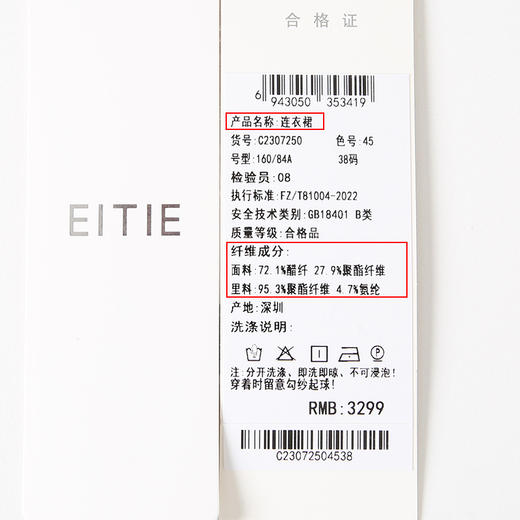 合格证
6 943050 353419
产品名称:连衣裙
货号:C2307250 色号:45
号型:160/84A 38码
检验员:08
执行标准:FZ/T81004-2022
安全技术类别:GB18401 B类
质量等级:合格品
EITIE
纤维成分:
面料:72.1%醋纤 27.9%聚酯纤维
里料:95.3%聚酯纤维 4.7%氨纶
产地:深圳
洗涤说明:
注:分开洗涤、即洗即晾、不可浸泡!
穿着时留意勾纱起球!
RMB:3299
C23072504538